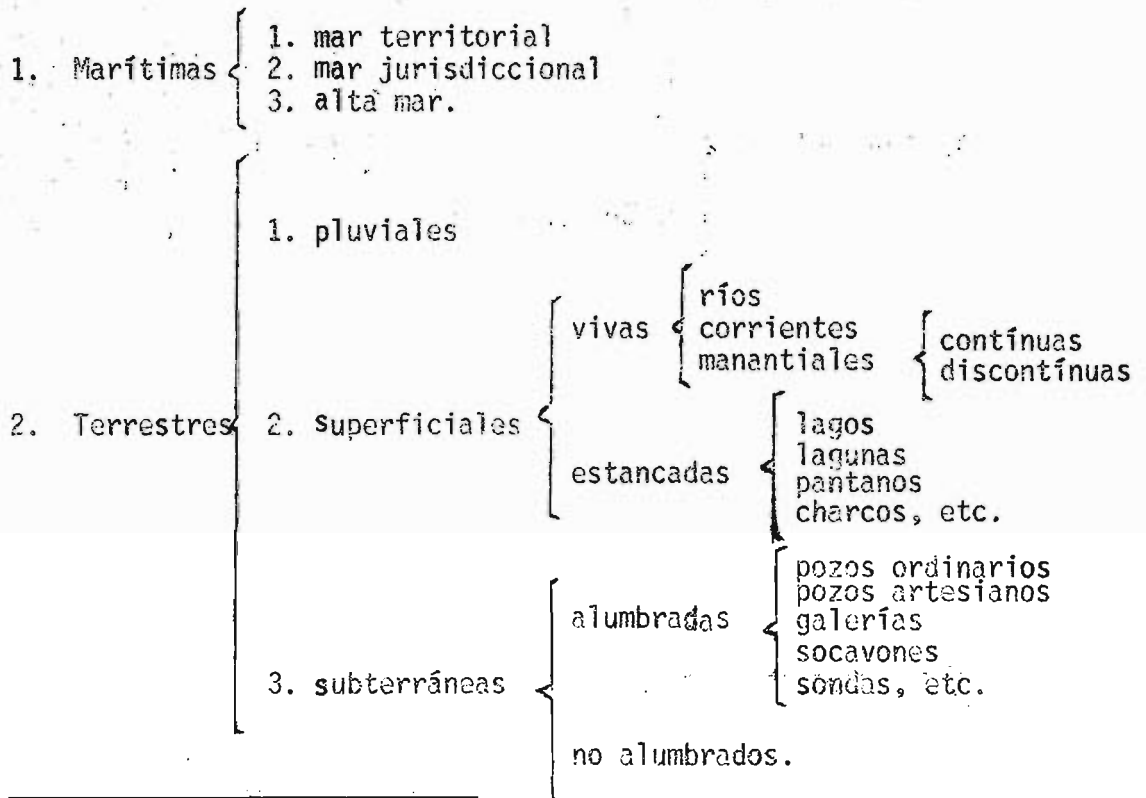 1. Marítimas
1. mar territorial
2. mar jurisdiccional
3. alta mar.
2. Terrestres
1. pluviales
2. Superficiales
vivas
ríos
corrientes
manantiales
contínuas
discontínuas
estancadas
lagos
lagunas
pantanos
charcos, etc.
3. subterráneas
alumbradas
pozos ordinarios
pozos artesianos
galerías
socavones
sondas, etc.
no alumbrados.